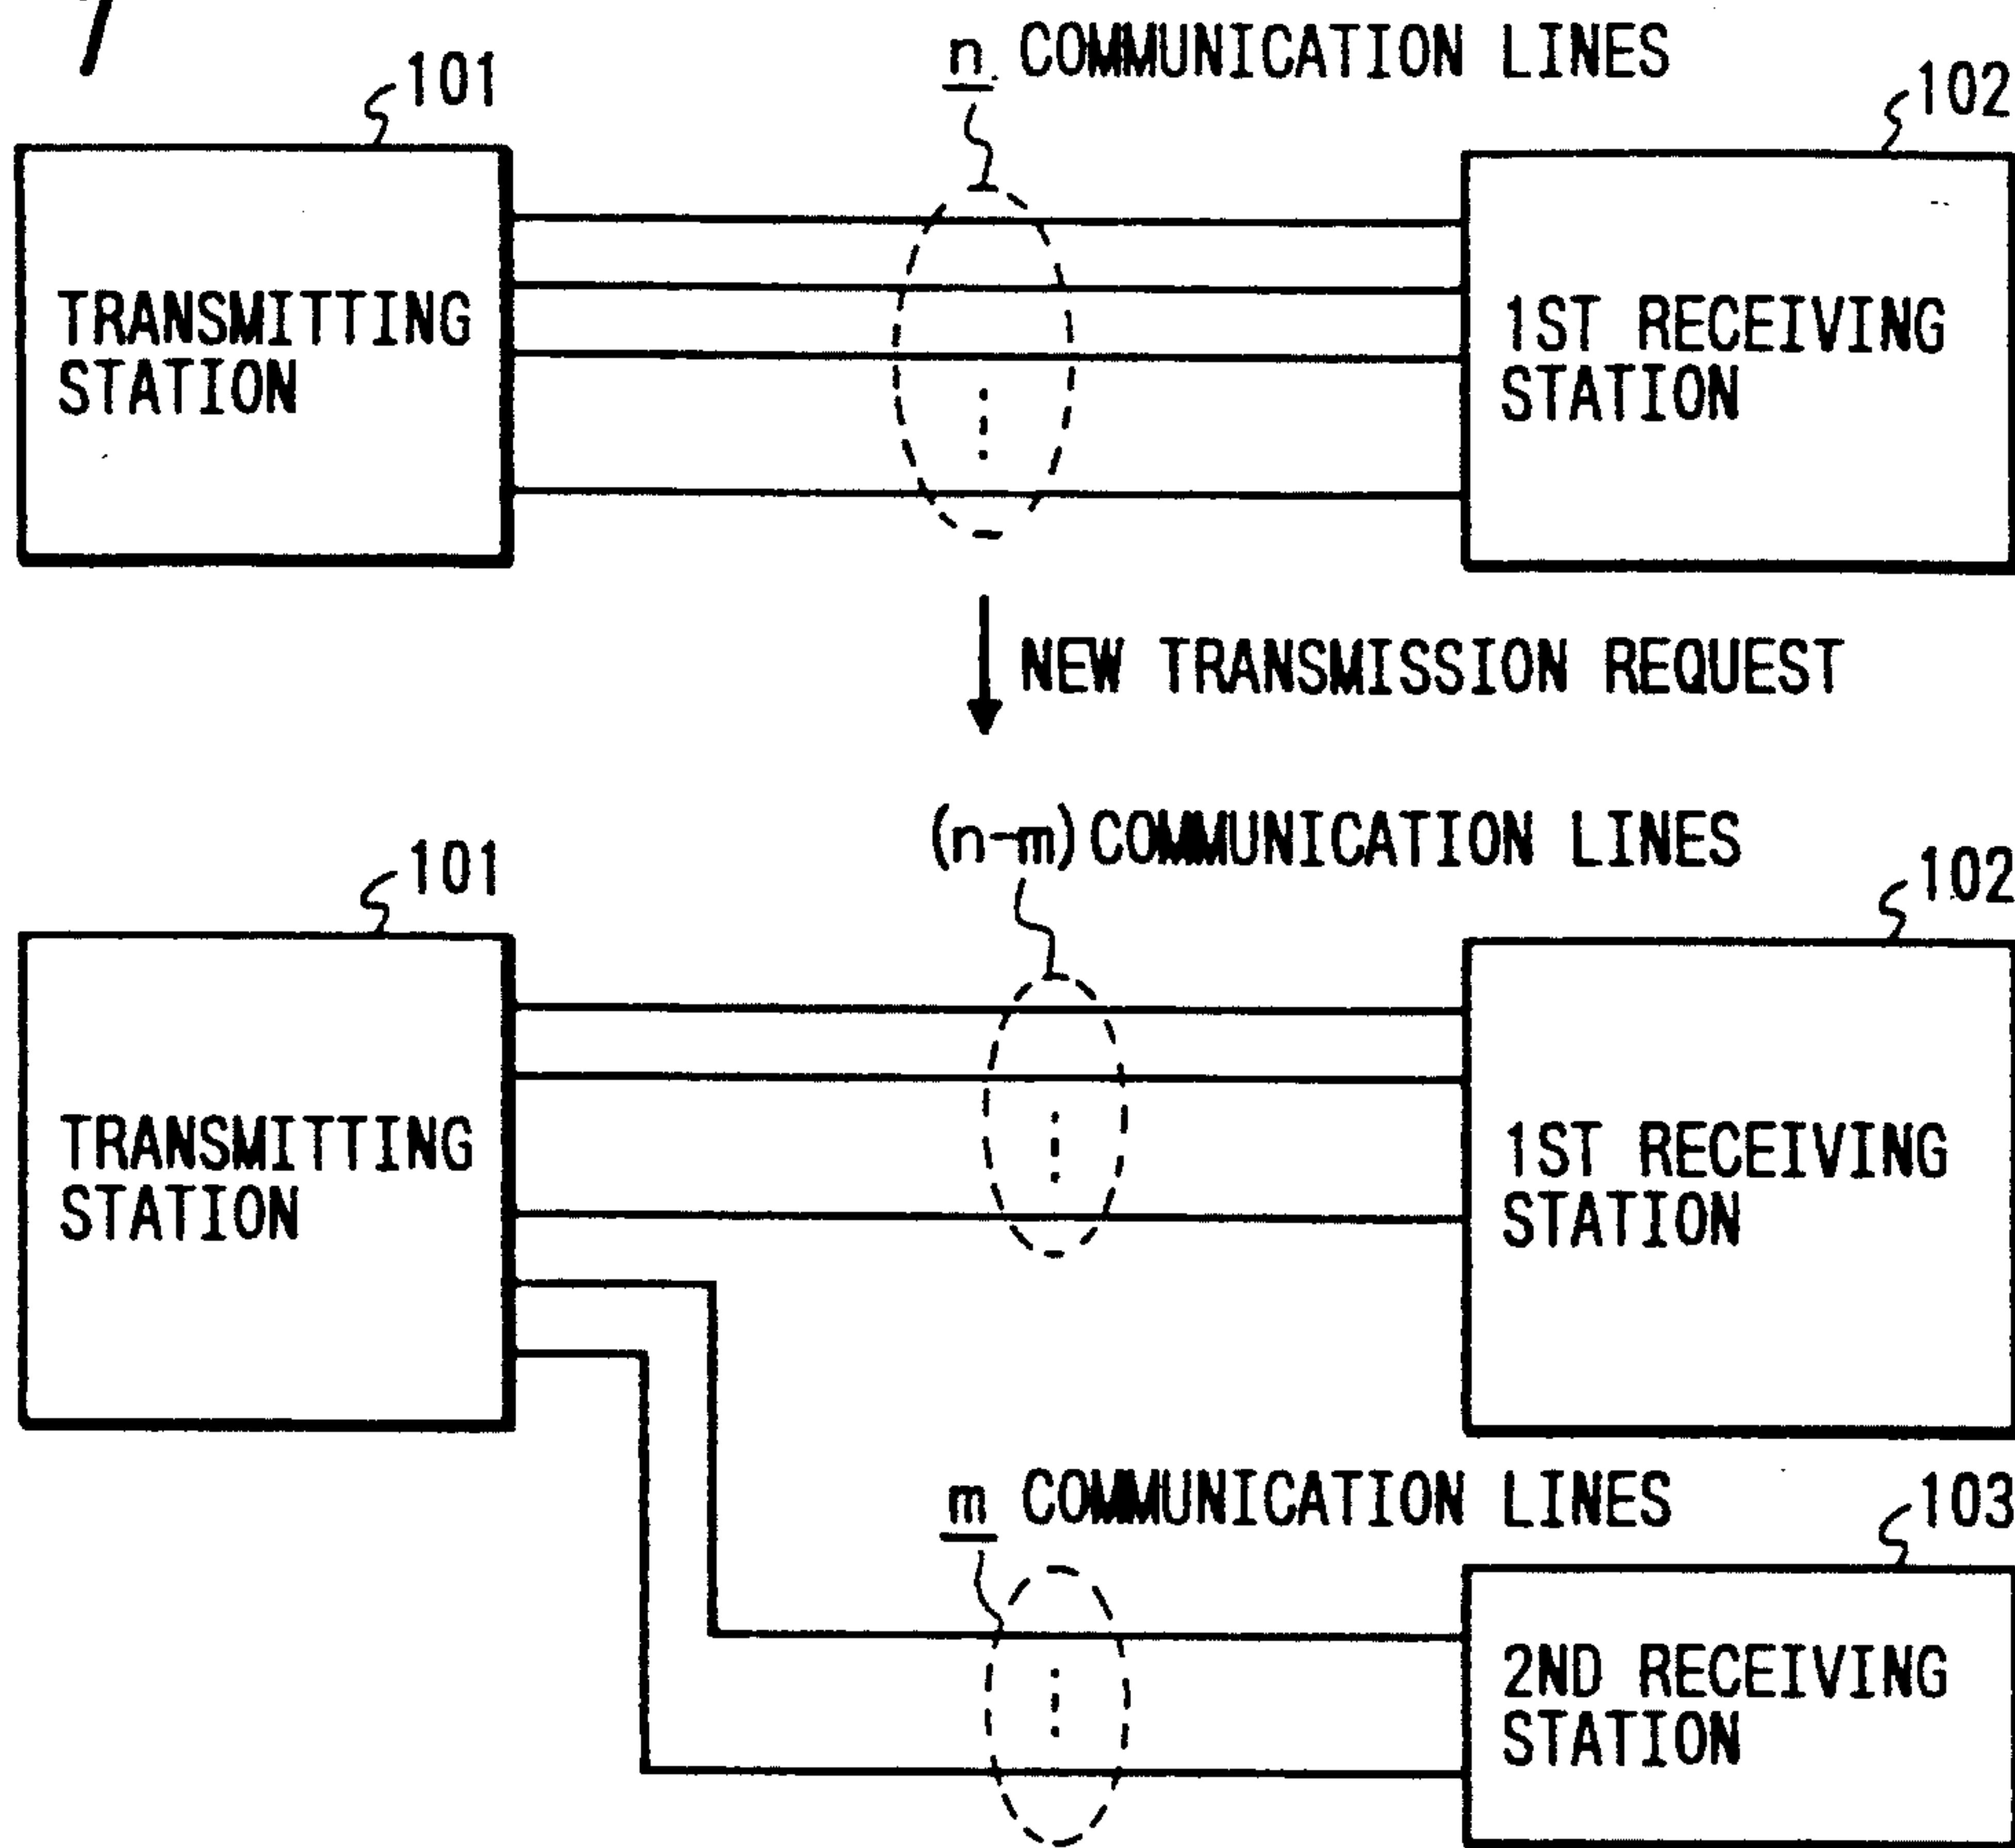 n COMMUNICATION LINES
101
102
TRANSMITTING
STATION
1ST RECEIVING
STATION
NEW TRANSMISSION REQUEST
(n-m) COMMUNICATION LINES
101
102
TRANSMITTING
STATION
1ST RECEIVING
STATION
m COMMUNICATION LINES
103
2ND RECEIVING
STATION